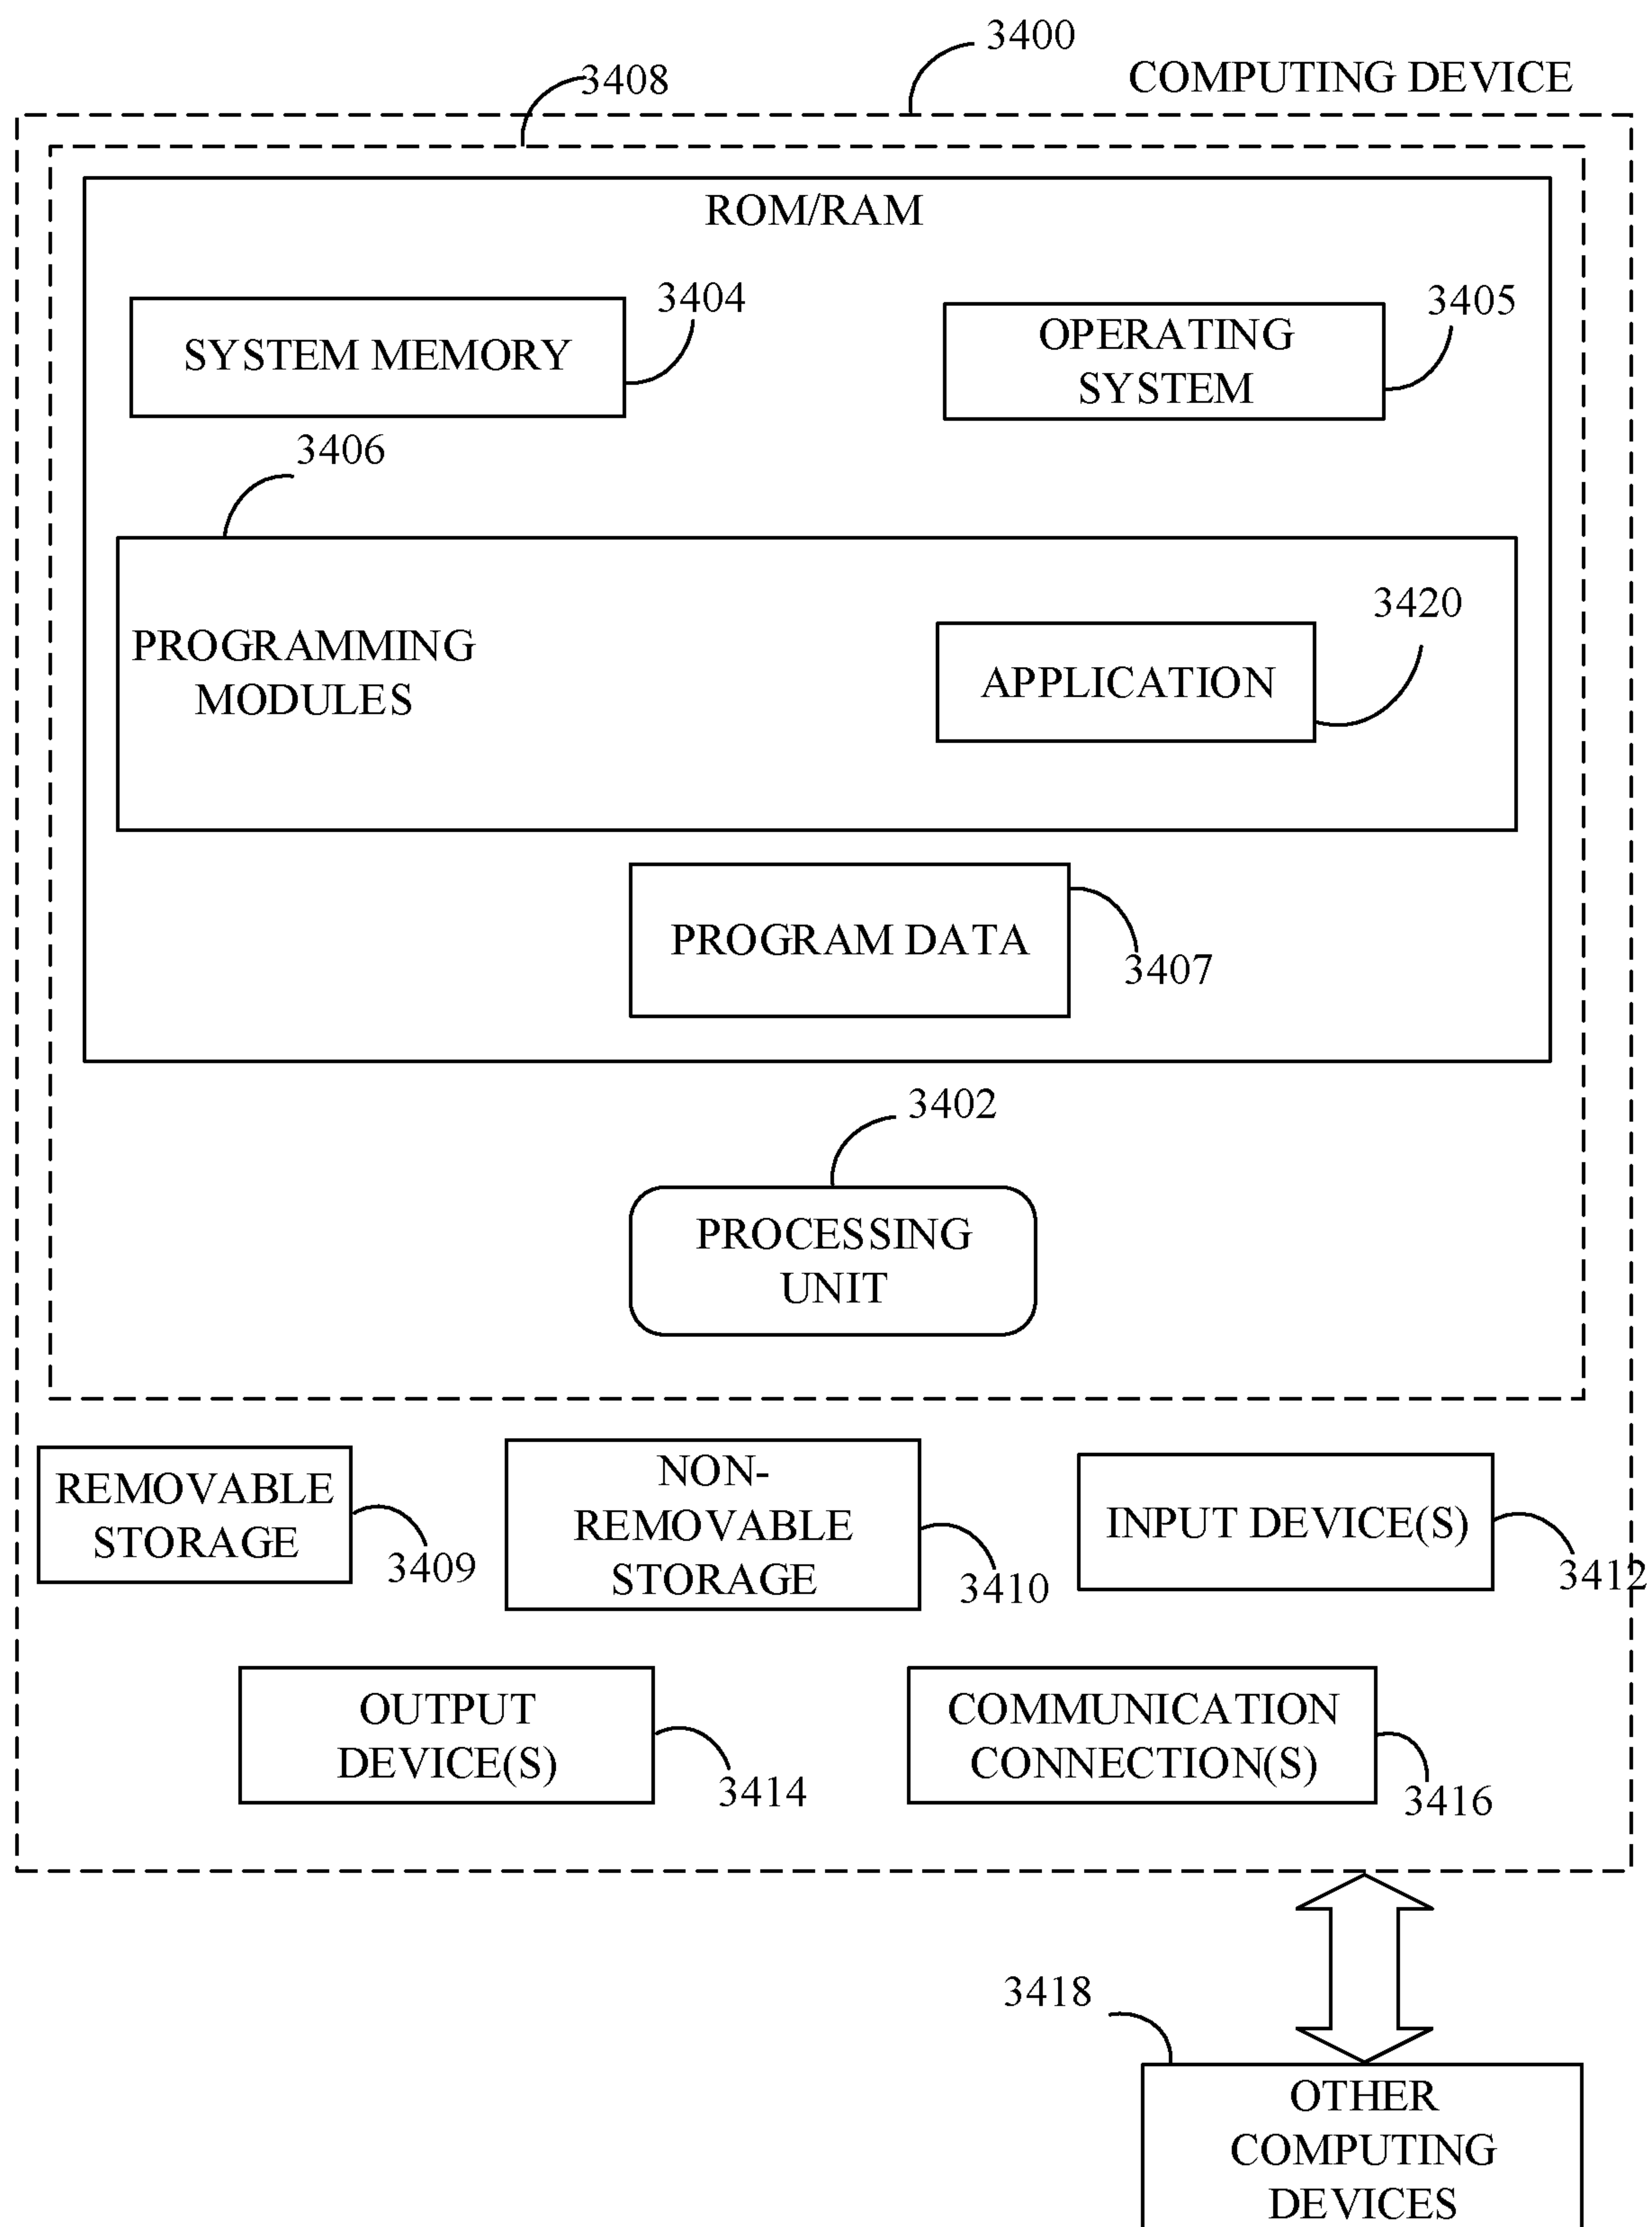 3400
COMPUTING DEVICE
3408
ROM/RAM
SYSTEM MEMORY
3404
OPERATING
SYSTEM
3405
3406
PROGRAMMING
MODULES
3420
APPLICATION
PROGRAM DATA
3407
3402
PROCESSING
UNIT
REMOVABLE
STORAGE
3409
NON-
REMOVABLE
STORAGE
3410
INPUT DEVICE(S)
3412
OUTPUT
DEVICE(S)
3414
COMMUNICATION
CONNECTION(S)
3416
3418
OTHER
COMPUTING
DEVICES